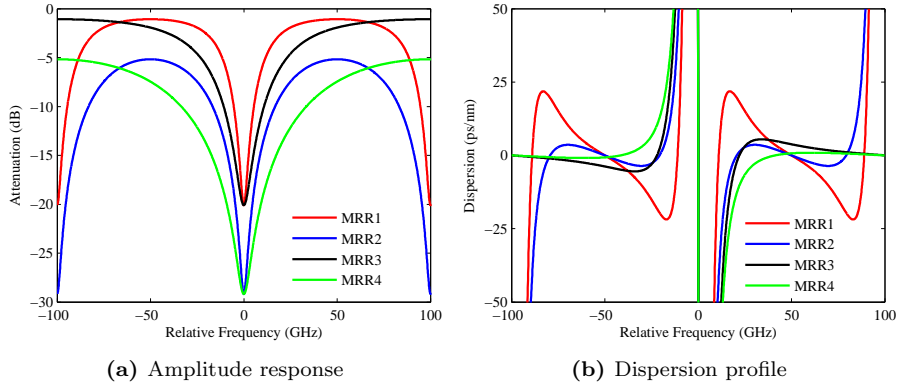 0
−5
−10
−15
−20
−25
−30
−100
−50
0
50
100
Attenuation (dB)
Relative Frequency (GHz)
MRR1
MRR2
MRR3
MRR4
(a) Amplitude response
50
25
0
−25
−50
−100
−50
0
50
100
Dispersion (ps/nm)
Relative Frequency (GHz)
MRR1
MRR2
MRR3
MRR4
(b) Dispersion profile